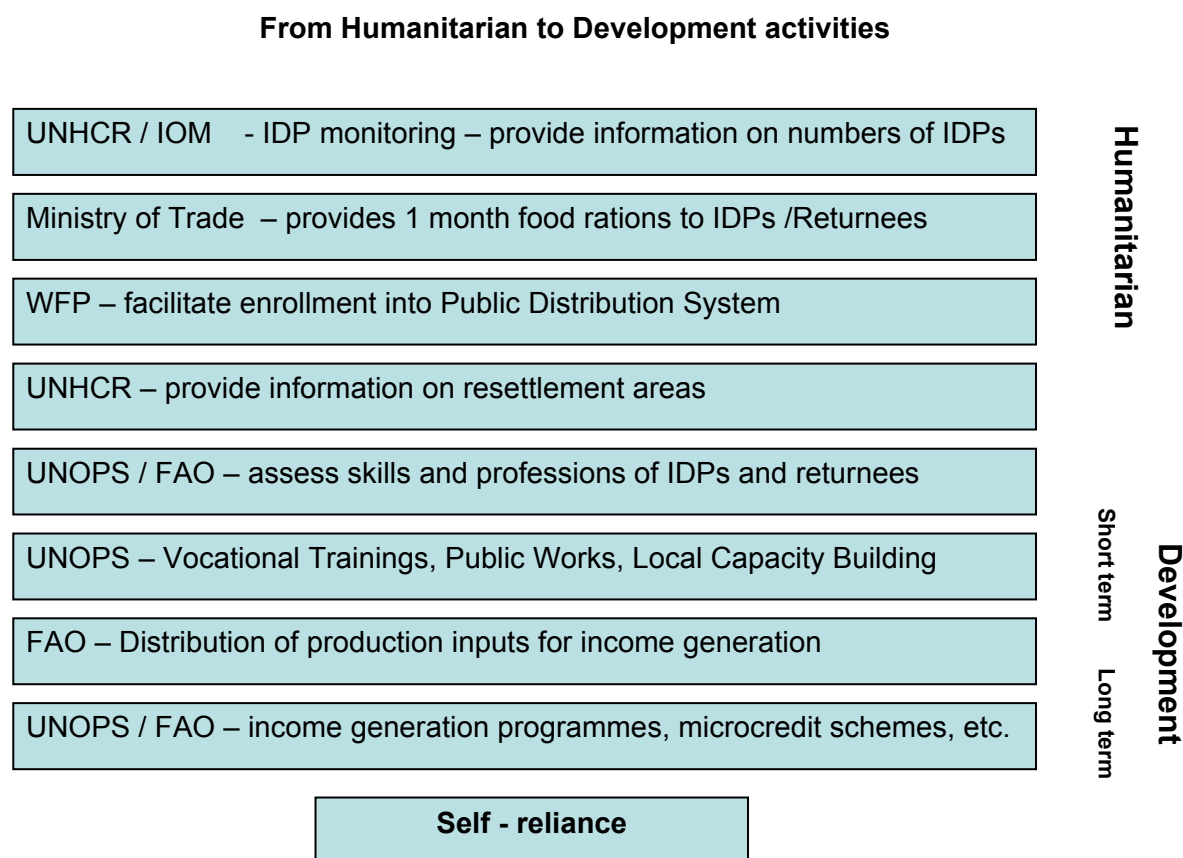 From Humanitarian to Development activities
UNHCR / IOM - IDP monitoring – provide information on numbers of IDPs
Ministry of Trade – provides 1 month food rations to IDPs /Returnees
WFP – facilitate enrollment into Public Distribution System
UNHCR – provide information on resettlement areas
UNOPS / FAO – assess skills and professions of IDPs and returnees
UNOPS – Vocational Trainings, Public Works, Local Capacity Building
FAO – Distribution of production inputs for income generation
UNOPS / FAO – income generation programmes, microcredit schemes, etc.
Self - reliance
Humanitarian
Short term
Long term
Development